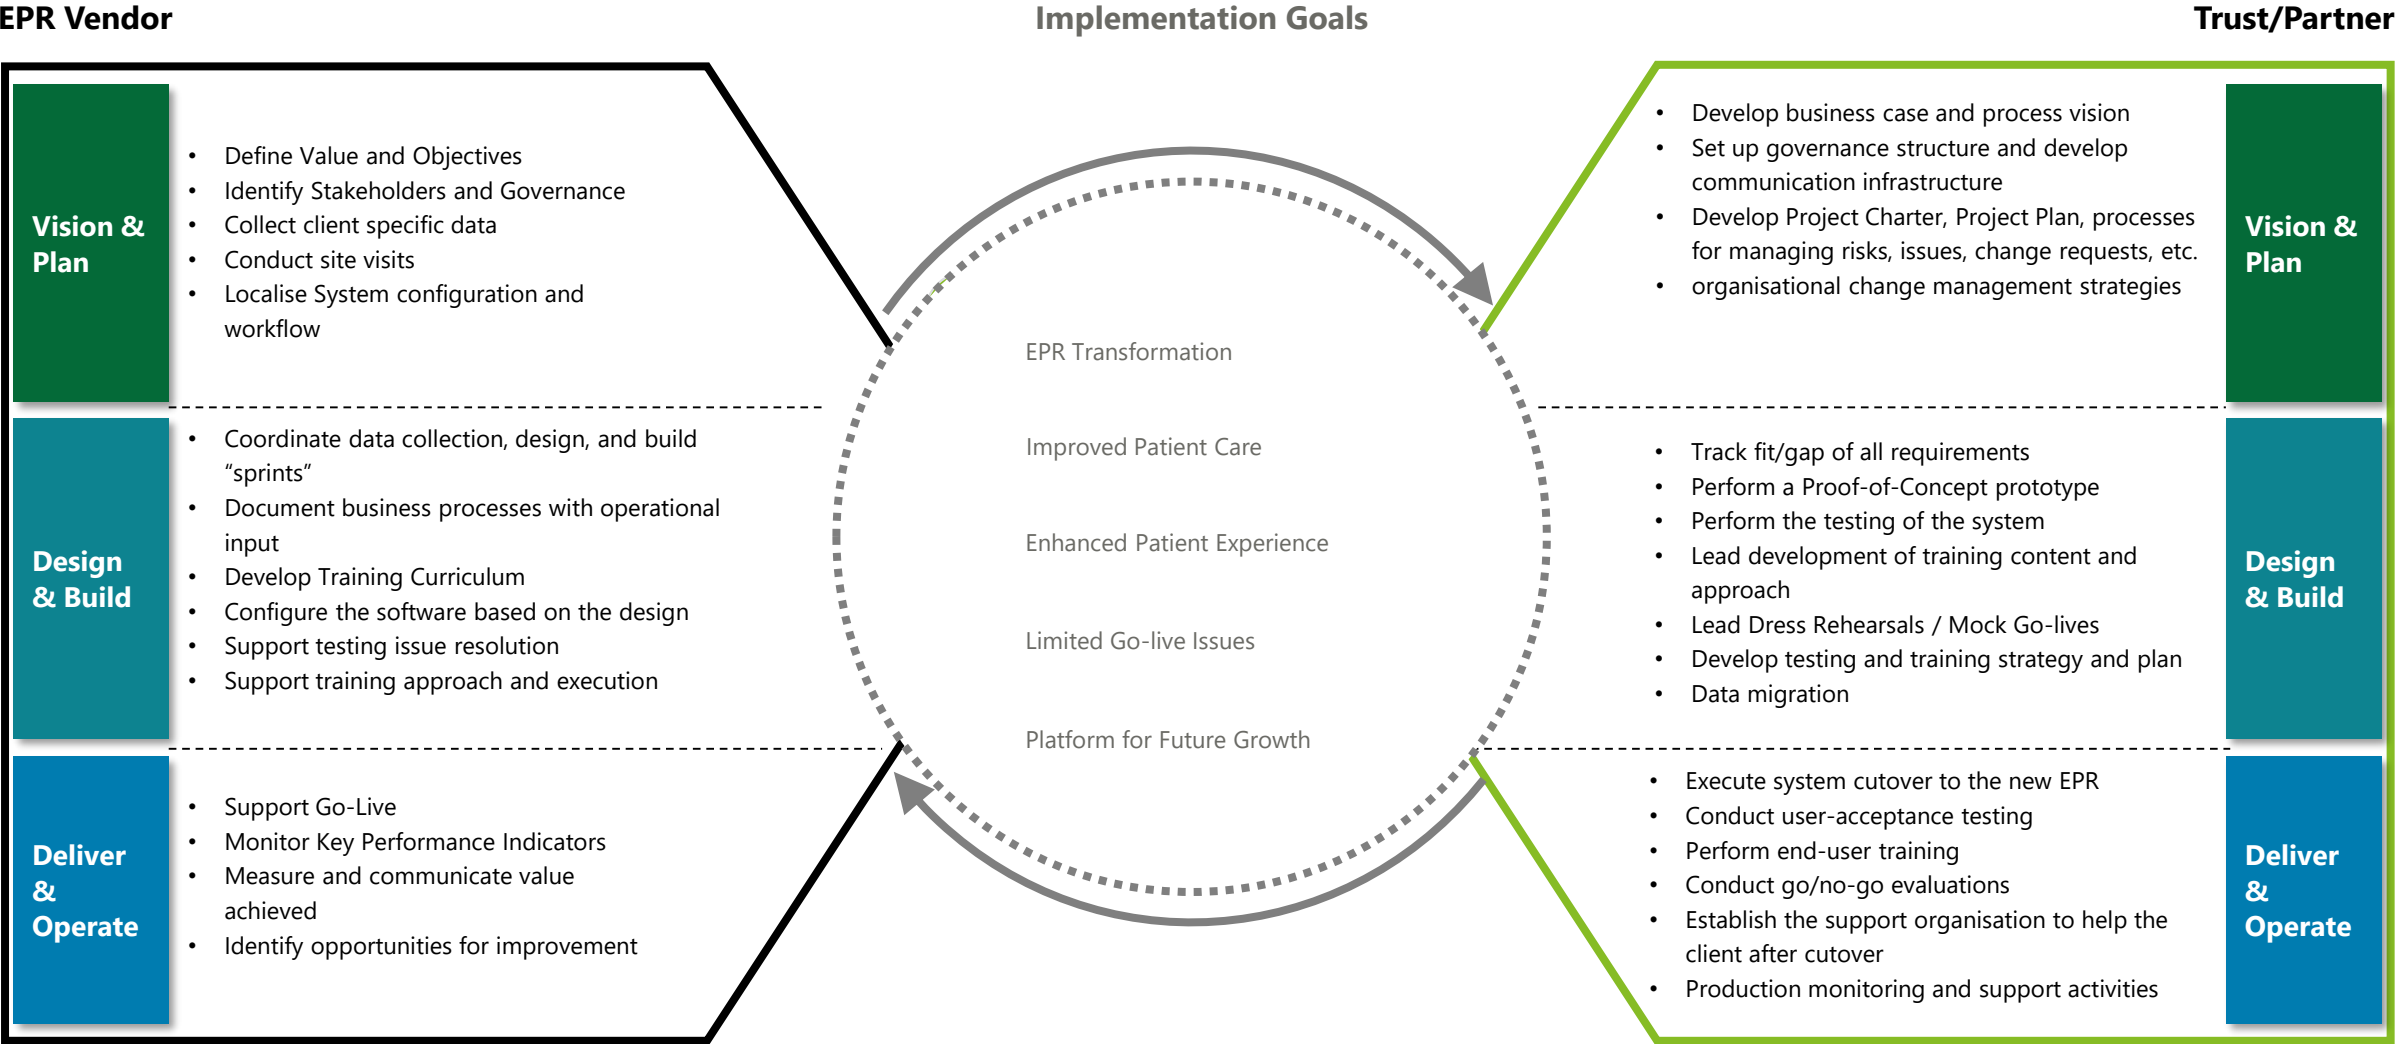 EPR Vendor
Implementation Goals
Trust/Partner
Vision &
Plan
• Define Value and Objectives
• Identify Stakeholders and Governance
• Collect client specific data
• Conduct site visits
• Localise System configuration and
workflow
Design
& Build
• Coordinate data collection, design, and build
“sprints”
• Document business processes with operational
input
• Develop Training Curriculum
• Configure the software based on the design
• Support testing issue resolution
• Support training approach and execution
Deliver
&
Operate
• Support Go-Live
• Monitor Key Performance Indicators
• Measure and communicate value
achieved
• Identify opportunities for improvement
EPR Transformation
Improved Patient Care
Enhanced Patient Experience
Limited Go-live Issues
Platform for Future Growth
• Develop business case and process vision
• Set up governance structure and develop
communication infrastructure
• Develop Project Charter, Project Plan, processes
for managing risks, issues, change requests, etc.
• organisational change management strategies
Vision &
Plan
• Track fit/gap of all requirements
• Perform a Proof-of-Concept prototype
• Perform the testing of the system
• Lead development of training content and
approach
• Lead Dress Rehearsals / Mock Go-lives
• Develop testing and training strategy and plan
• Data migration
Design
& Build
• Execute system cutover to the new EPR
• Conduct user-acceptance testing
• Perform end-user training
• Conduct go/no-go evaluations
• Establish the support organisation to help the
client after cutover
• Production monitoring and support activities
Deliver
&
Operate